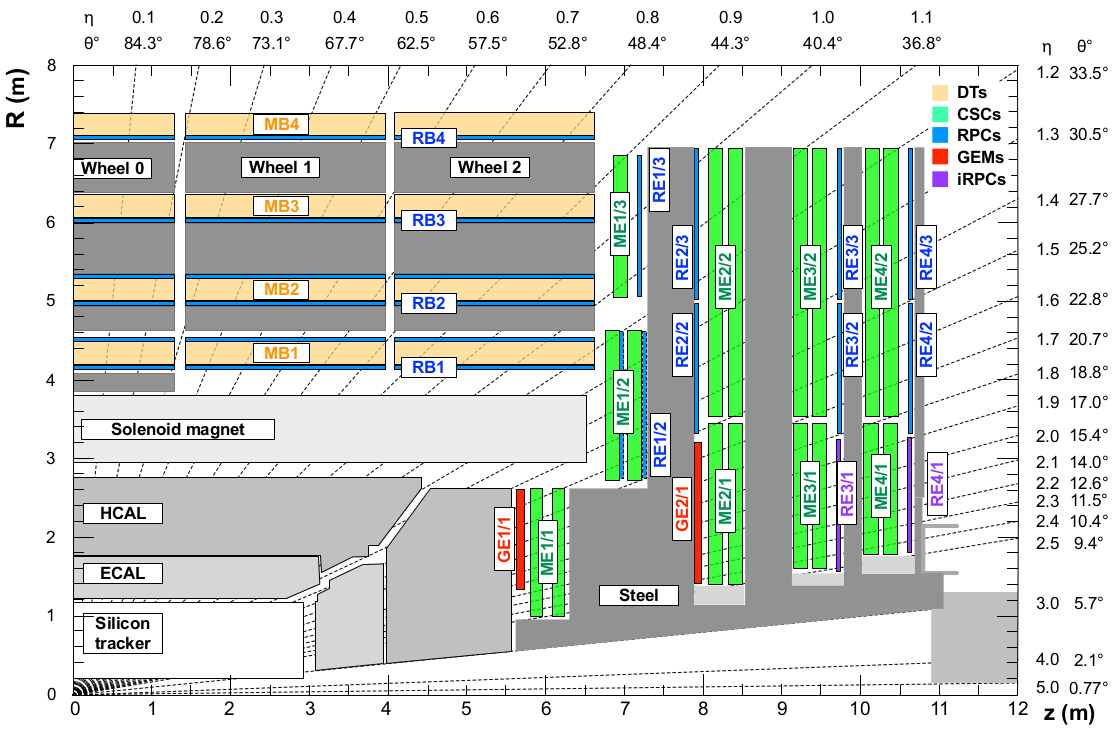 η 0.1 0.2 0.3 0.4 0.5 0.6 0.7 0.8 0.9 1.0 1.1
θ° 84.3° 78.6° 73.1° 67.7° 62.5° 57.5° 52.8° 48.4° 44.3° 40.4° 36.8° η θ°
R (m)
8
7
6
5
4
3
2
1
0
1.2 33.5°
1.3 30.5°
1.4 27.7°
1.5 25.2°
1.6 22.8°
1.7 20.7°
1.8 18.8°
1.9 17.0°
2.0 15.4°
2.1 14.0°
2.2 12.6°
2.3 11.5°
2.4 10.4°
2.5 9.4°
3.0 5.7°
4.0 2.1°
5.0 0.77°
DTs
CSCs
RPCs
GEMs
iRPCs
MB4
RB4
Wheel 0 Wheel 1 Wheel 2
MB3
RB3
MB2
RB2
MB1
RB1
Solenoid magnet
HCAL
ECAL
Silicon
tracker
Steel
ME1/3
RE1/3
ME1/2
RE1/2
GE1/1
ME1/1
RE2/3
RE2/2
GE2/1
ME2/2
ME2/1
ME3/2
ME3/1
RE3/3
RE3/2
RE3/1
ME4/2
ME4/1
RE4/3
RE4/2
RE4/1
0 1 2 3 4 5 6 7 8 9 10 11 12
z (m)